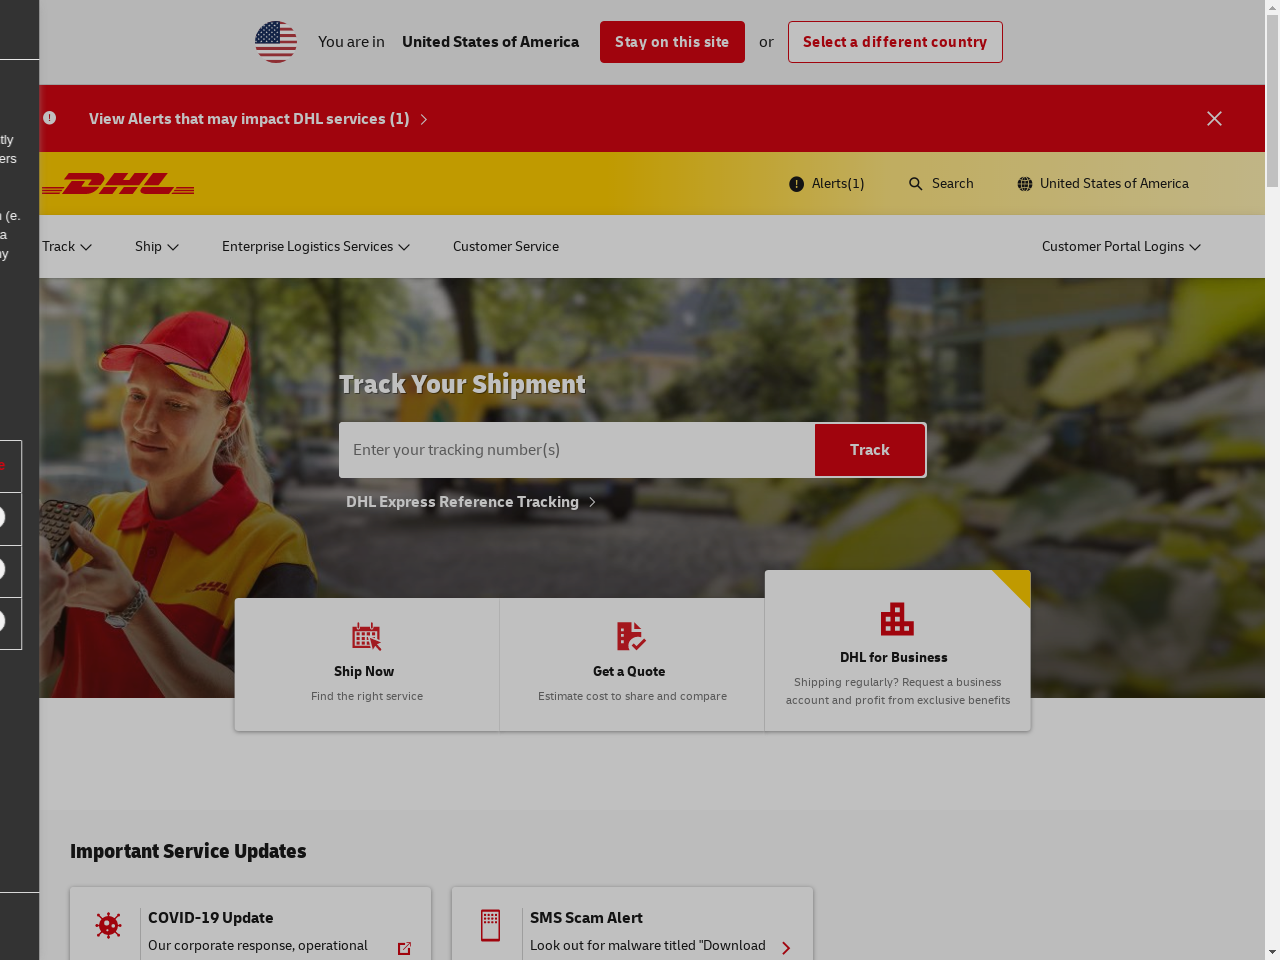 You are in United States of America Stay on this site or Select a different country
View Alerts that may impact DHL services (1)
DHL
Alerts(1) Search United States of America
Track Ship Enterprise Logistics Services Customer Service Customer Portal Logins
Track Your Shipment
Enter your tracking number(s) Track
DHL Express Reference Tracking
Ship Now
Find the right service
Get a Quote
Estimate cost to share and compare
DHL for Business
Shipping regularly? Request a business
account and profit from exclusive benefits
Important Service Updates
COVID-19 Update
Our corporate response, operational
SMS Scam Alert
Look out for malware titled "Download